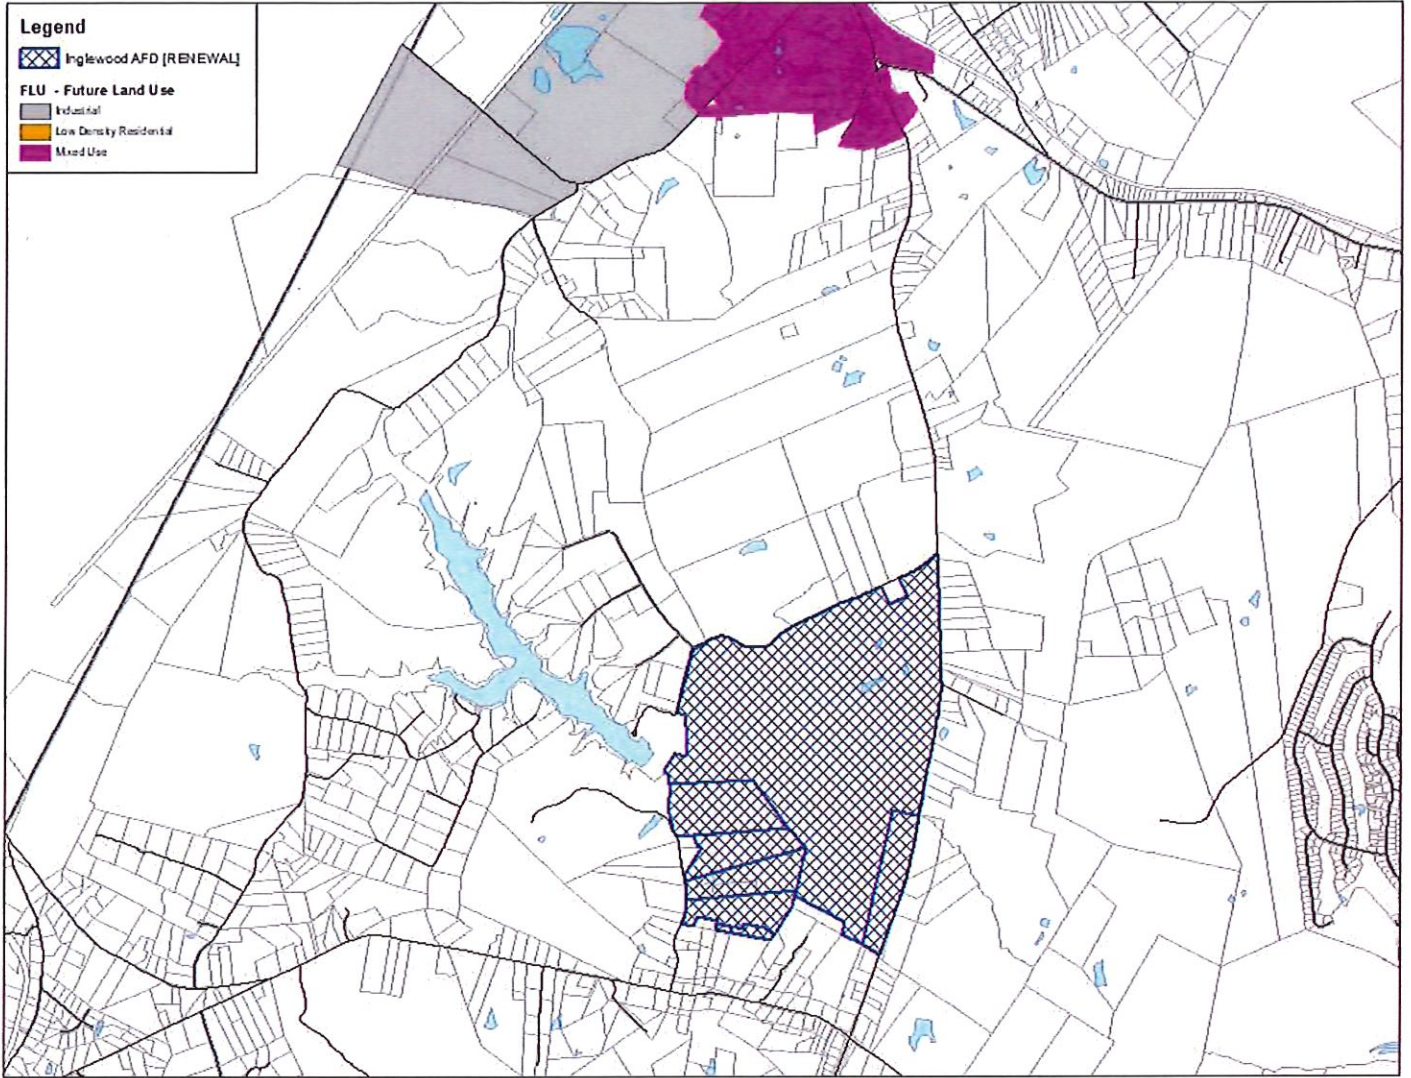 Legend
Inglewood AFD [RENEWAL]
FLU - Future Land Use
Industrial
Low Density Residential
Mixed Use